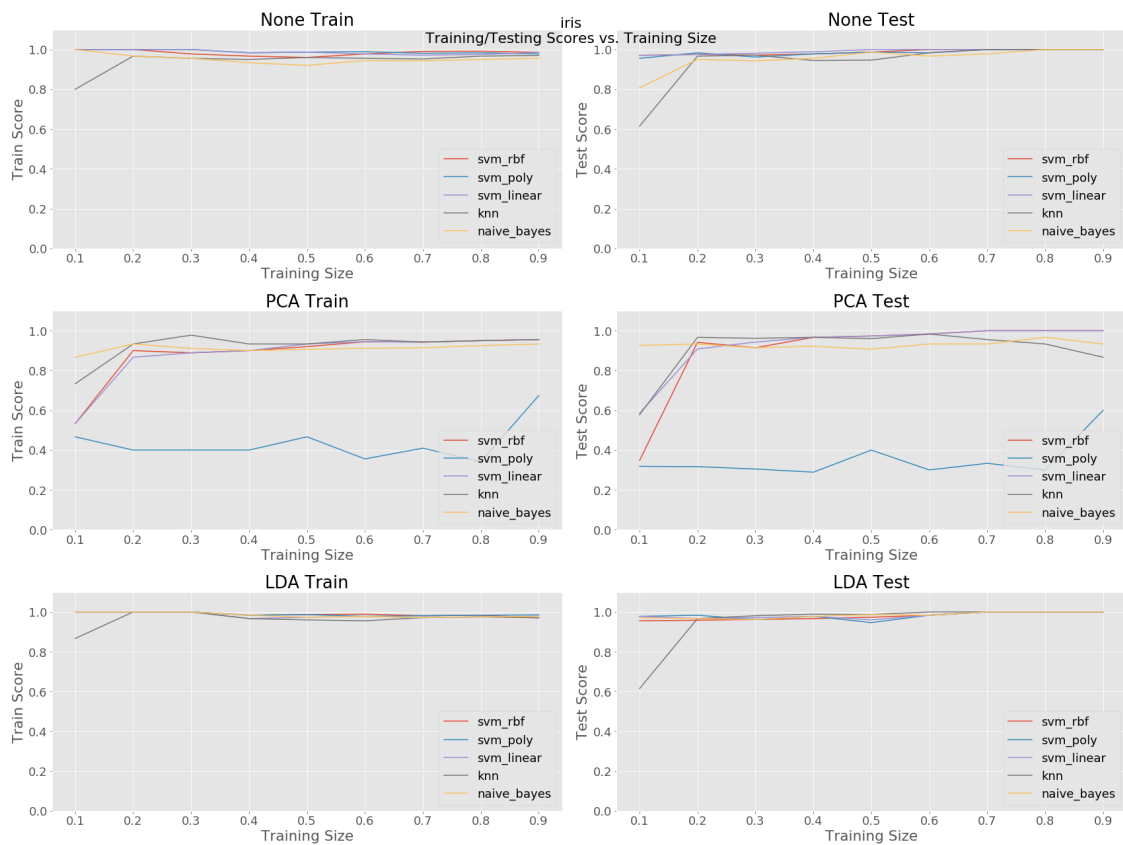 iris
Training/Testing Scores vs. Training Size
None Train
Train Score
1.0
0.8
0.6
0.4
0.2
0.0
svm_rbf
svm_poly
svm_linear
knn
naive_bayes
0.1 0.2 0.3 0.4 0.5 0.6 0.7 0.8 0.9
Training Size
None Test
Test Score
1.0
0.8
0.6
0.4
0.2
0.0
svm_rbf
svm_poly
svm_linear
knn
naive_bayes
0.1 0.2 0.3 0.4 0.5 0.6 0.7 0.8 0.9
Training Size
PCA Train
Train Score
1.0
0.8
0.6
0.4
0.2
0.0
svm_rbf
svm_poly
svm_linear
knn
naive_bayes
0.1 0.2 0.3 0.4 0.5 0.6 0.7 0.8 0.9
Training Size
PCA Test
Test Score
1.0
0.8
0.6
0.4
0.2
0.0
svm_rbf
svm_poly
svm_linear
knn
naive_bayes
0.1 0.2 0.3 0.4 0.5 0.6 0.7 0.8 0.9
Training Size
LDA Train
Train Score
1.0
0.8
0.6
0.4
0.2
0.0
svm_rbf
svm_poly
svm_linear
knn
naive_bayes
0.1 0.2 0.3 0.4 0.5 0.6 0.7 0.8 0.9
Training Size
LDA Test
Test Score
1.0
0.8
0.6
0.4
0.2
0.0
svm_rbf
svm_poly
svm_linear
knn
naive_bayes
0.1 0.2 0.3 0.4 0.5 0.6 0.7 0.8 0.9
Training Size